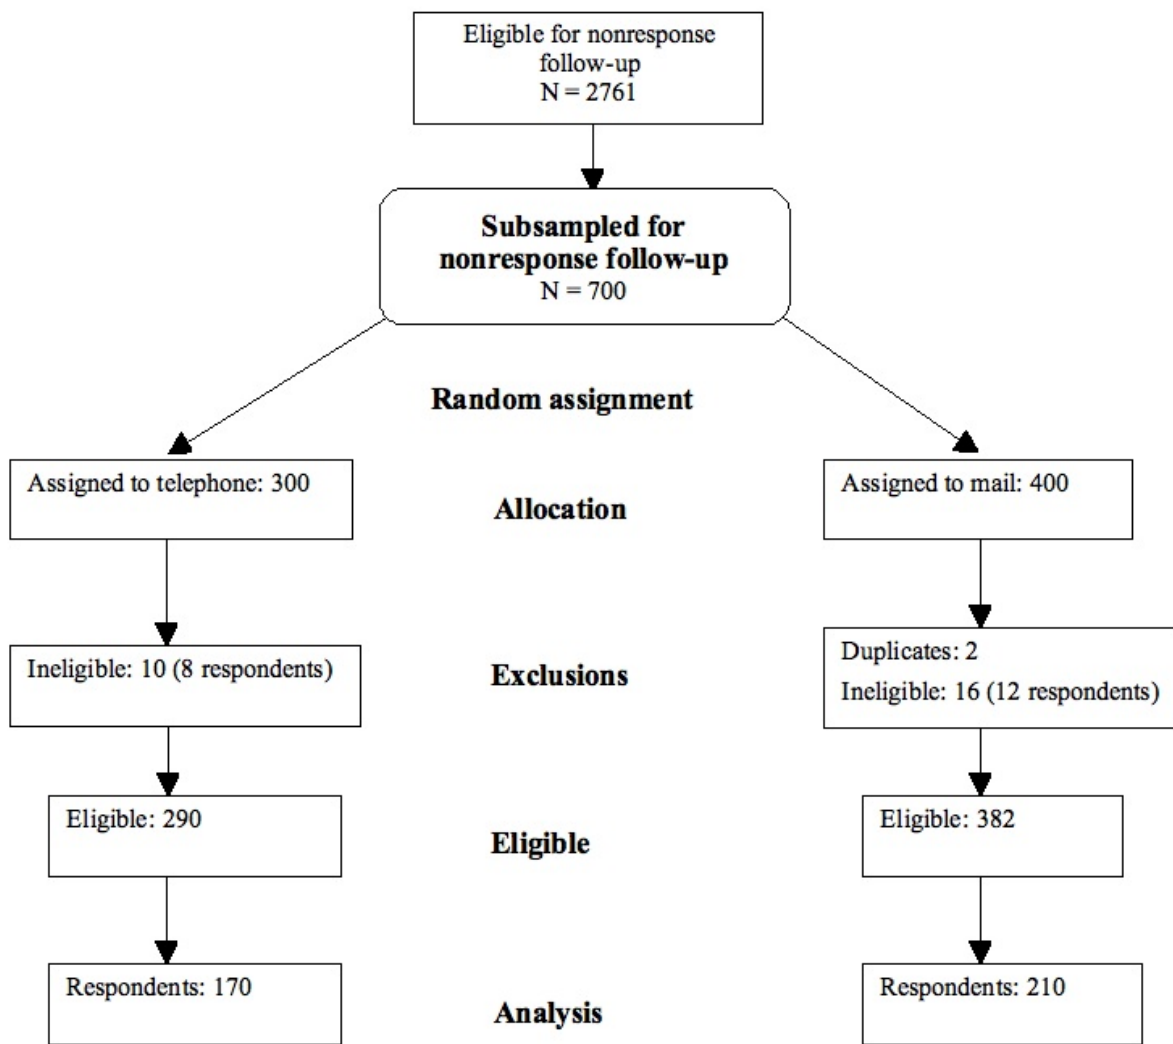 Eligible for nonresponse
follow-up
N = 2761
Subsampled for
nonresponse follow-up
N = 700
Random assignment
Assigned to telephone: 300
Allocation
Assigned to mail: 400
Ineligible: 10 (8 respondents)
Exclusions
Duplicates: 2
Ineligible: 16 (12 respondents)
Eligible: 290
Eligible
Eligible: 382
Respondents: 170
Analysis
Respondents: 210